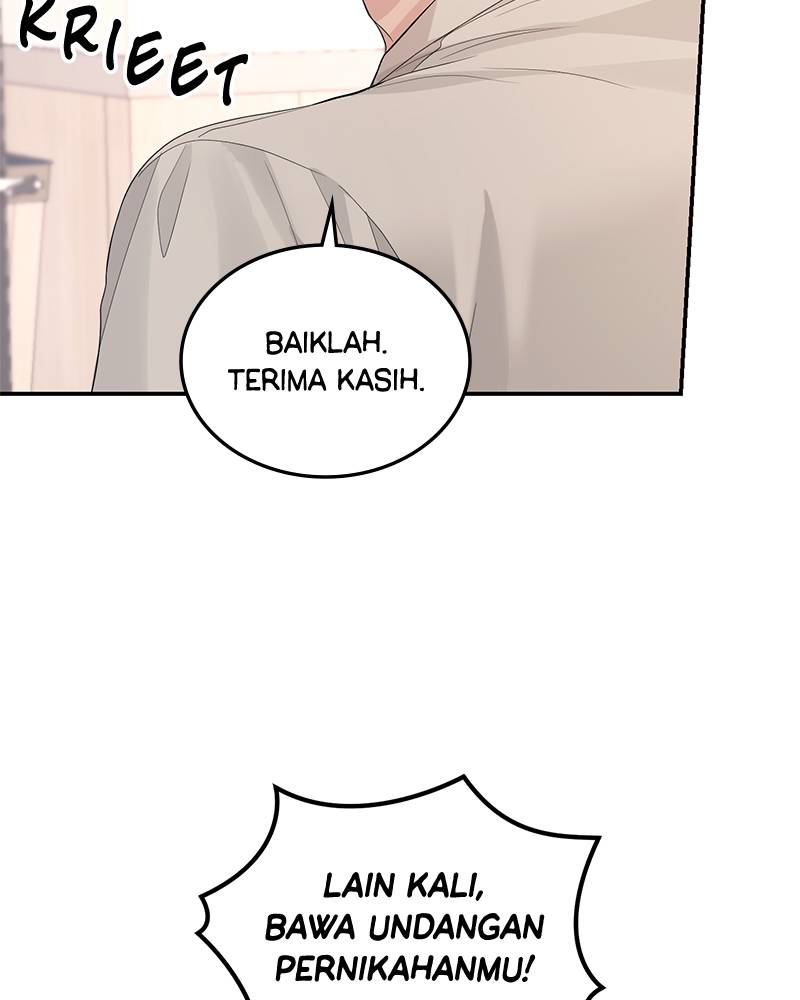 KRIEET
BAIKLAH.
TERIMA KASIH.
LAIN KALI,
BAWA UNDANGAN
PERNIKAHANMU!